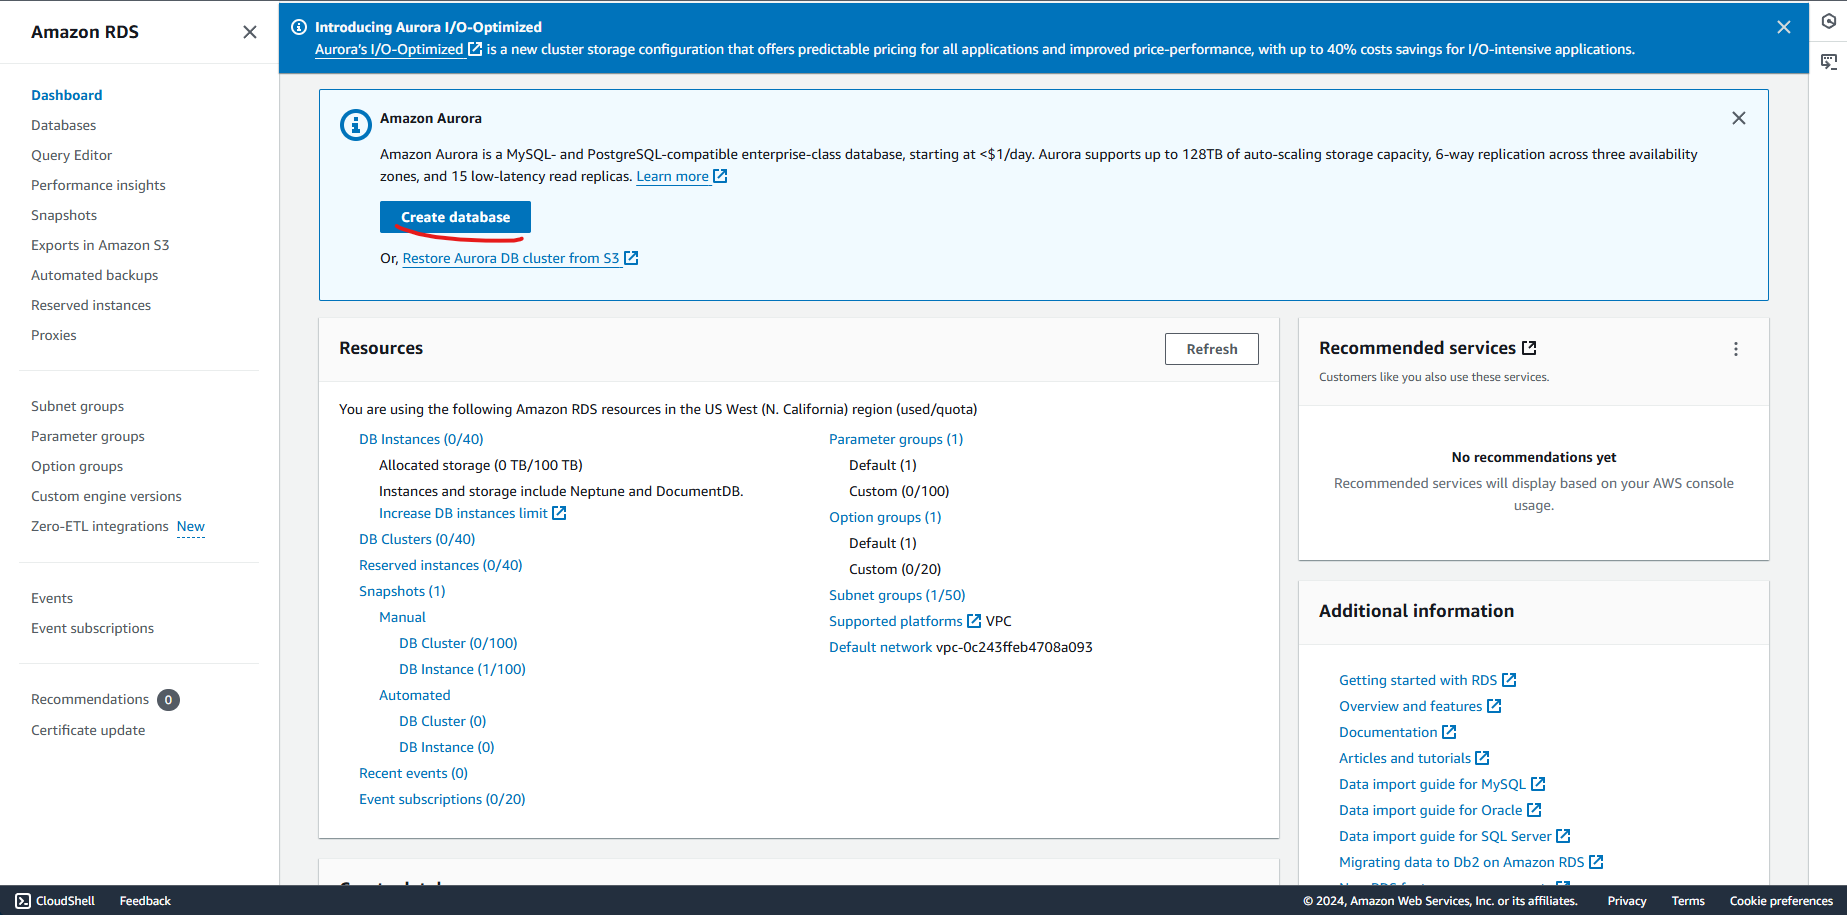 Amazon RDS
Dashboard
Databases
Query Editor
Performance insights
Snapshots
Exports in Amazon S3
Automated backups
Reserved instances
Proxies
Subnet groups
Parameter groups
Option groups
Custom engine versions
Zero-ETL integrations New
Events
Event subscriptions
Recommendations 0
Certificate update
Introducing Aurora I/O-Optimized
Aurora's I/O-Optimized is a new cluster storage configuration that offers predictable pricing for all applications and improved price-performance, with up to 40% costs savings for I/O-intensive applications.
Amazon Aurora
Amazon Aurora is a MySQL- and PostgreSQL-compatible enterprise-class database, starting at <$1/day. Aurora supports up to 128TB of auto-scaling storage capacity, 6-way replication across three availability
zones, and 15 low-latency read replicas. Learn more
Create database
Or, Restore Aurora DB cluster from S3
Resources
Refresh
You are using the following Amazon RDS resources in the US West (N. California) region (used/quota)
DB Instances (0/40)
Allocated storage (0 TB/100 TB)
Instances and storage include Neptune and DocumentDB.
Increase DB instances limit
DB Clusters (0/40)
Reserved instances (0/40)
Snapshots (1)
Manual
DB Cluster (0/100)
DB Instance (1/100)
Automated
DB Cluster (0)
DB Instance (0)
Recent events (0)
Event subscriptions (0/20)
Parameter groups (1)
Default (1)
Custom (0/100)
Option groups (1)
Default (1)
Custom (0/20)
Subnet groups (1/50)
Supported platforms VPC
Default network vpc-0c243ffeb4708a093
Recommended services
Customers like you also use these services.
No recommendations yet
Recommended services will display based on your AWS console
usage.
Additional information
Getting started with RDS
Overview and features
Documentation
Articles and tutorials
Data import guide for MySQL
Data import guide for Oracle
Data import guide for SQL Server
Migrating data to Db2 on Amazon RDS
CloudShell
Feedback
© 2024, Amazon Web Services, Inc. or its affiliates.
Privacy
Terms
Cookie preferences